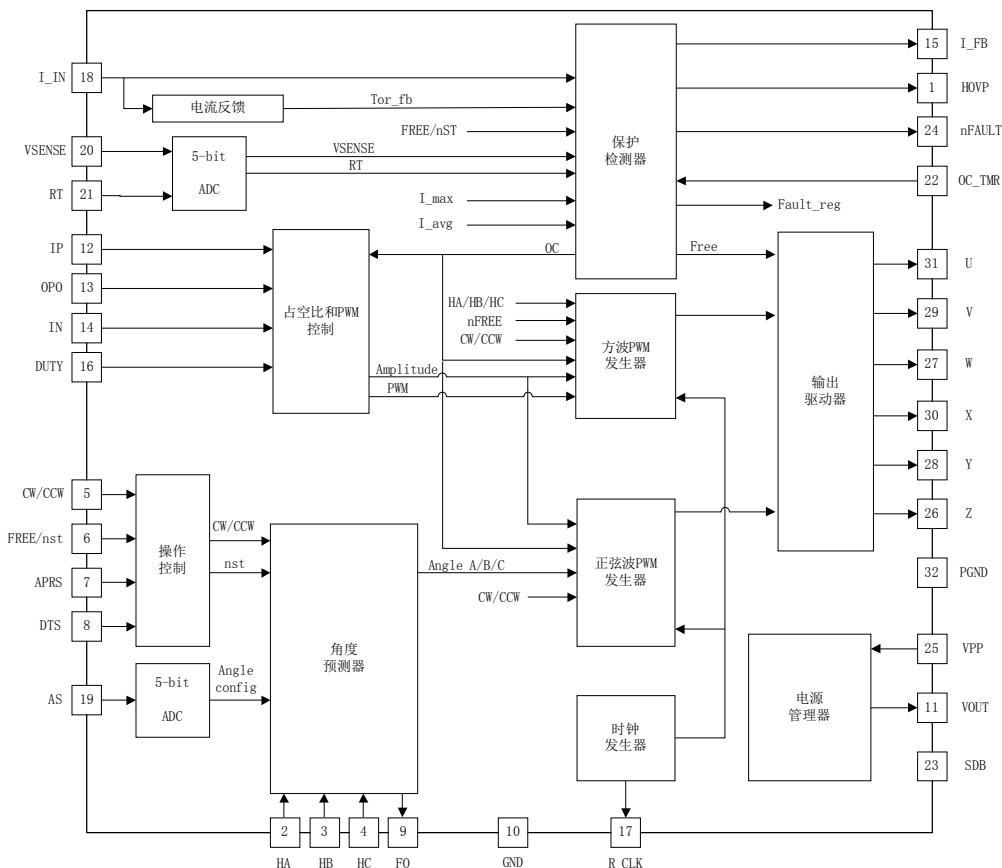 I_IN 18
电流反馈
Tor_fb
VSENSE 20
RT 21
5-bit
ADC
VSENSE
RT
FREE/nST
I_max
I_avg
保护
检测器
15 I_FB
1 HOVP
24 nFAULT
22 OC_TMR
Fault_reg
OC
Free
IP 12
OPO 13
IN 14
DUTY 16
占空比和PWM
控制
Amplitude
PWM
HA/HB/HC
nFREE
CW/CCW
方波PWM
发生器
输出
驱动器
31 U
29 V
27 W
30 X
28 Y
26 Z
32 PGND
CW/CCW 5
FREE/nst 6
APRS 7
DTS 8
操作
控制
CW/CCW
nst
AS 19
5-bit
ADC
Angle
config
角度
预测器
Angle A/B/C
CW/CCW
正弦波PWM
发生器
时钟
发生器
电源
管理器
25 VPP
11 VOUT
23 SDB
2 3 4 9 10 17
HA HB HC FO GND R_CLK